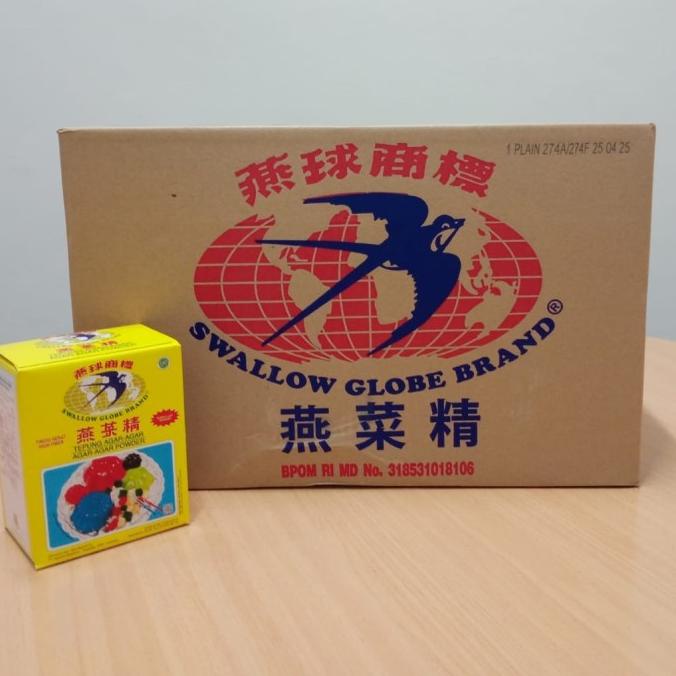 1 PLAIN 274A/274F 25 04 25
燕球商標
SWALLOW GLOBE BRAND®
燕菜精
BPOM RI MD No. 318531018106
燕球商標
SWALLOW GLOBE BRAND
燕菜精
TEPUNG AGAR-AGAR
AGAR-AGAR POWDER